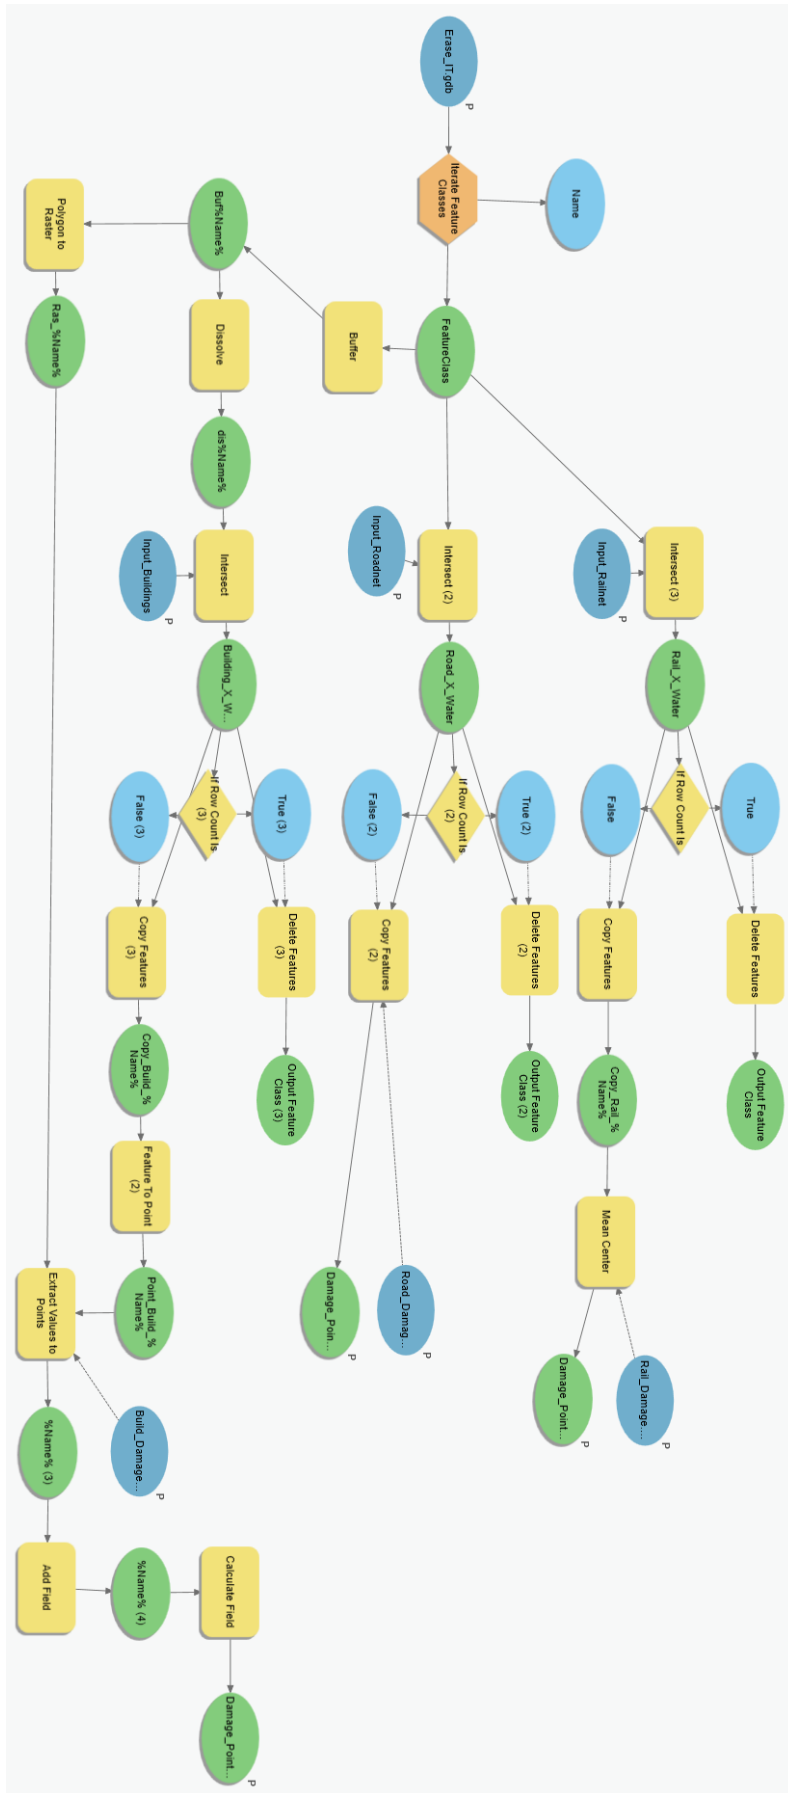 Erase_IT.gdb
P
Iterate Feature
Classes
Name
Polygon to
Raster
Buf%Name%
Ras_%Name%
Dissolve
Buffer
FeatureClass
dis%Name%
Input_Buildings
P
Intersect
Input_Roadnet
P
Intersect (2)
Input_Railnet
P
Intersect (3)
Building_X_W...
Road_X_Water
Rail_X_Water
False (3)
If Row Count Is
(3)
True (3)
False (2)
If Row Count Is
(2)
True (2)
False
If Row Count Is
True
Copy Features
(3)
Delete Features
(3)
Copy Features
(2)
Delete Features
(2)
Copy Features
Delete Features
Copy_Build_%
Name%
Output Feature
Class (3)
Output Feature
Class (2)
Copy_Rail_%
Name%
Output Feature
Class
Feature To Point
(2)
Mean Center
Extract Values to
Points
Point_Build_%
Name%
Damage_Poin...
P
Road_Damag...
P
Damage_Point...
P
Rail_Damage....
P
%Name% (3)
Build_Damage...
P
Add Field
%Name% (4)
Calculate Field
Damage_Point...
P